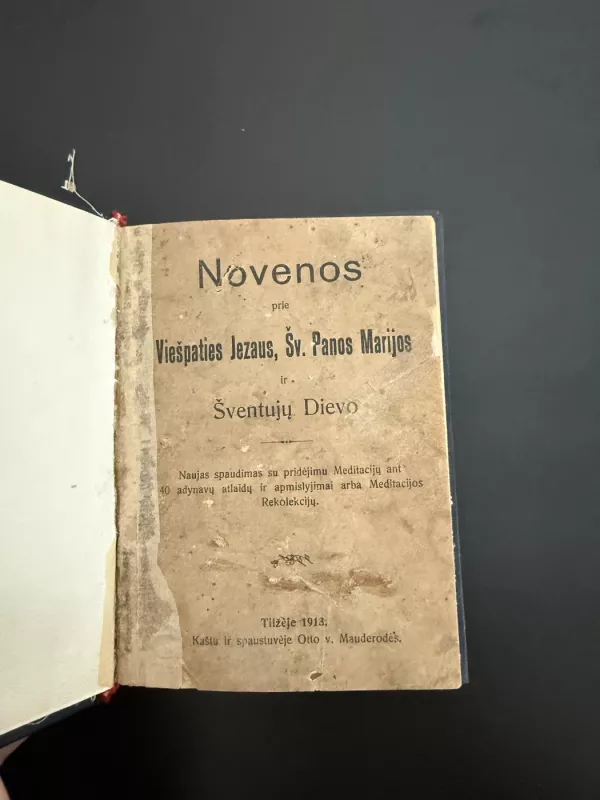 Novenos
prie
Viešpaties Jezaus, Šv. Panos Marijos
ir
Šventujų Dievo
Naujas spaudimas su pridėjimu Meditacijų ant
40 adynavų atlaidų ir apmislyjimai arba Meditacijos
Rekolekcijų.
Tilžėje 1913.
Kaštu ir spaustuvėje Otto v. Mauderodės.